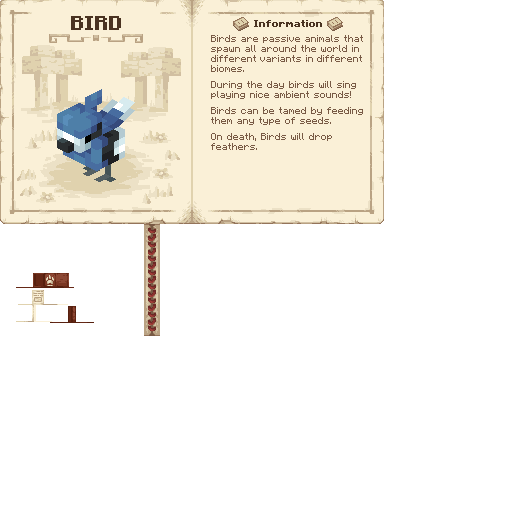 BIRD
Information
Birds are passive animals that
spawn all around the world in
different variants in different
biomes.
During the day birds will sing
playing nice ambient sounds!
Birds can be tamed by feeding
them any type of seeds.
On death, Birds will drop
feathers.